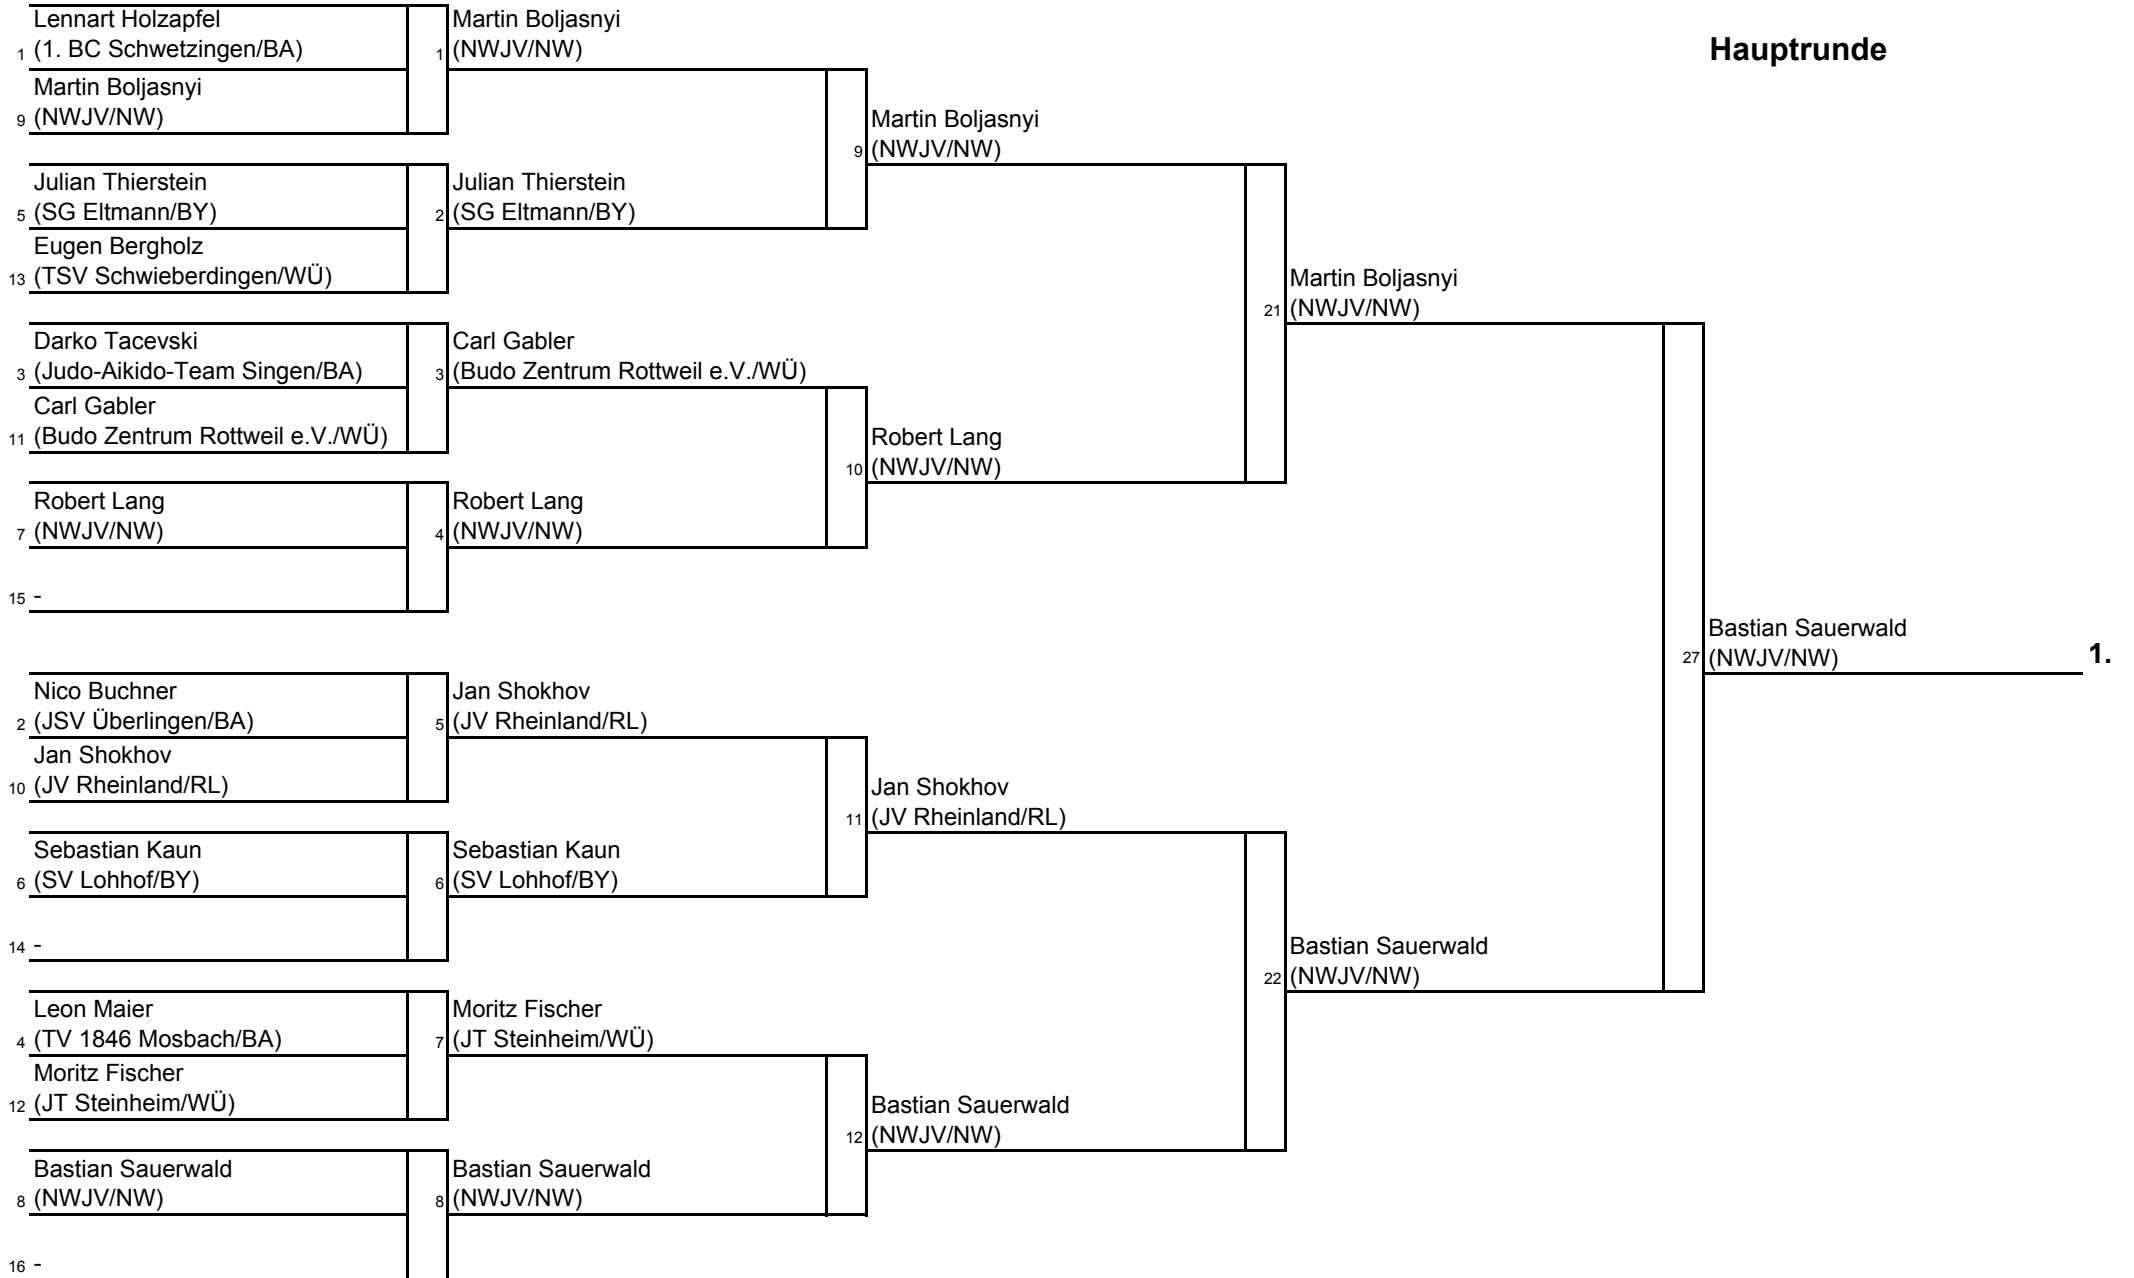 Hauptrunde
Lennart Holzapfel
1 (1. BC Schwetzingen/BA)
Martin Boljasnyi
9 (NWJV/NW)
Julian Thierstein
5 (SG Eltmann/BY)
Eugen Bergholz
13 (TSV Schwieberdingen/WÜ)
Darko Tacevski
3 (Judo-Aikido-Team Singen/BA)
Carl Gabler
11 (Budo Zentrum Rottweil e.V./WÜ)
Robert Lang
7 (NWJV/NW)
15 -
Nico Buchner
2 (JSV Überlingen/BA)
Jan Shokhov
10 (JV Rheinland/RL)
Sebastian Kaun
6 (SV Lohhof/BY)
14 -
Leon Maier
4 (TV 1846 Mosbach/BA)
Moritz Fischer
12 (JT Steinheim/WÜ)
Bastian Sauerwald
8 (NWJV/NW)
16 -
Martin Boljasnyi
1 (NWJV/NW)
Julian Thierstein
2 (SG Eltmann/BY)
Carl Gabler
3 (Budo Zentrum Rottweil e.V./WÜ)
Robert Lang
4 (NWJV/NW)
Jan Shokhov
5 (JV Rheinland/RL)
Sebastian Kaun
6 (SV Lohhof/BY)
Moritz Fischer
7 (JT Steinheim/WÜ)
Bastian Sauerwald
8 (NWJV/NW)
Martin Boljasnyi
9 (NWJV/NW)
Robert Lang
10 (NWJV/NW)
Jan Shokhov
11 (JV Rheinland/RL)
Bastian Sauerwald
12 (NWJV/NW)
Martin Boljasnyi
21 (NWJV/NW)
Bastian Sauerwald
22 (NWJV/NW)
Bastian Sauerwald
27 (NWJV/NW)
1.